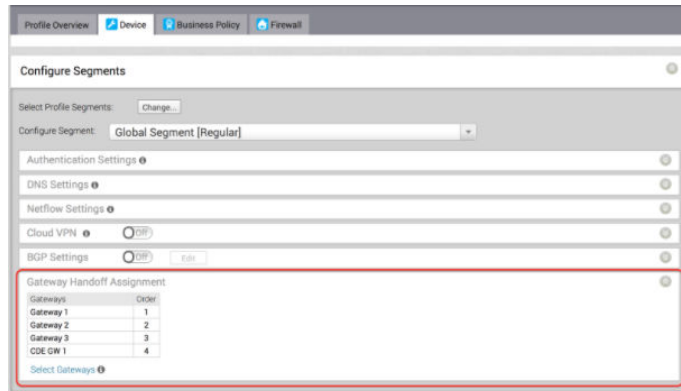 Profile Overview Device Business Policy Firewall
Configure Segments
Select Profile Segments: Change...
Configure Segment: Global Segment [Regular]
Authentication Settings
DNS Settings
Netflow Settings
Cloud VPN Off
BGP Settings Off Edit
Gateway Handoff Assignment
Gateways Order
Gateway 1 1
Gateway 2 2
Gateway 3 3
CDE GW 1 4
Select Gateways